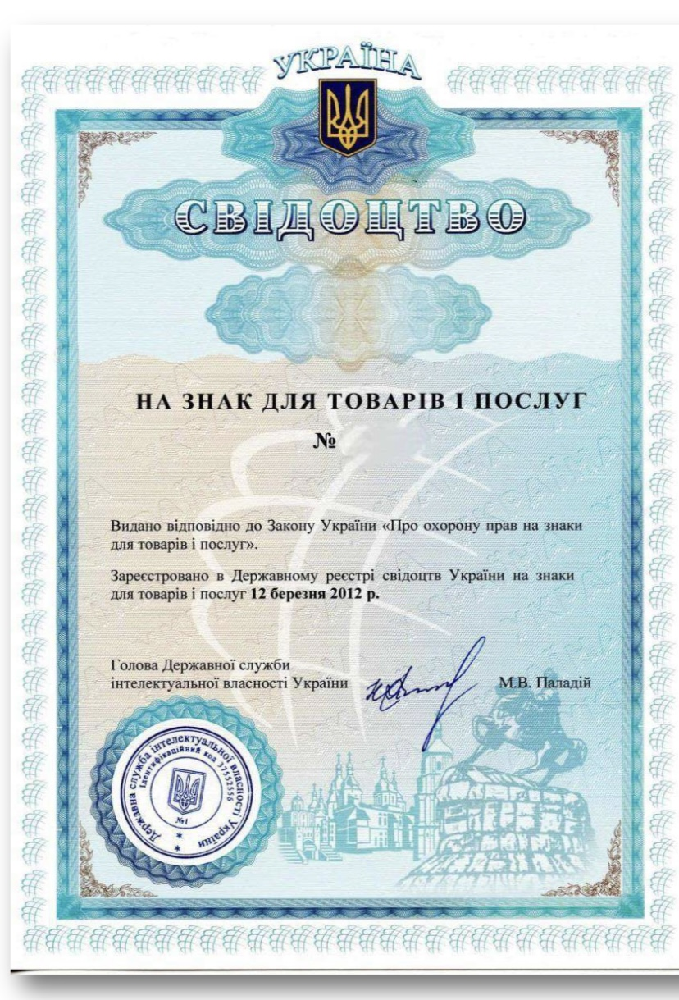 УКРАЇНА
СВІДОЦТВО
НА ЗНАК ДЛЯ ТОВАРІВ І ПОСЛУГ
№
Видано відповідно до Закону України «Про охорону прав на знаки
для товарів і послуг».
Зареєстровано в Державному реєстрі свідоцтв України на знаки
для товарів і послуг 12 березня 2012 р.
Голова Державної служби
інтелектуальної власності України
М.В. Паладій
Державна служба інтелектуальної власності України
Ідентифікаційний код 37552556
№1